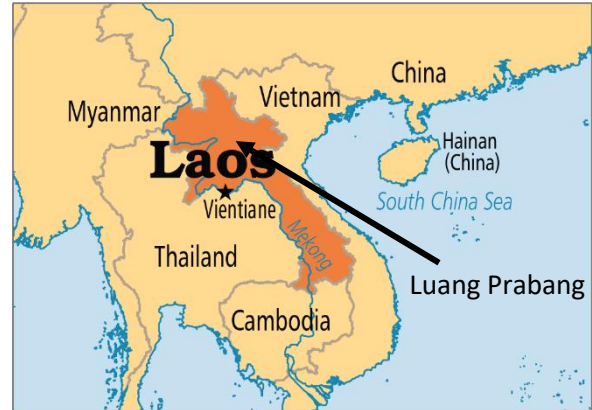 China
Myanmar
Vietnam
Hainan
(China)
Laos
South China Sea
Vientiane
Mekong
Thailand
Luang Prabang
Cambodia